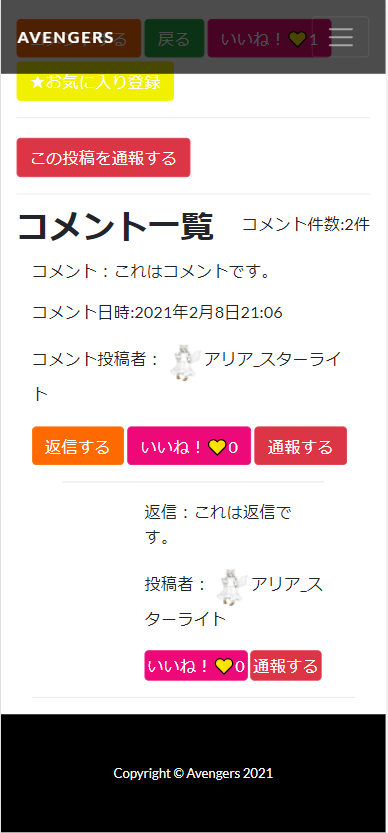 AVENGERS
する 戻る いいね！ 1
★お気に入り登録
この投稿を通報する
コメント一覧 コメント件数:2件
コメント：これはコメントです。
コメント日時:2021年2月8日21:06
コメント投稿者： アリア_スターライ
ト
返信する いいね！ 0 通報する
返信：これは返信で
す。
投稿者： アリア_ス
ターライト
いいね！ 0 通報する
Copyright © Avengers 2021